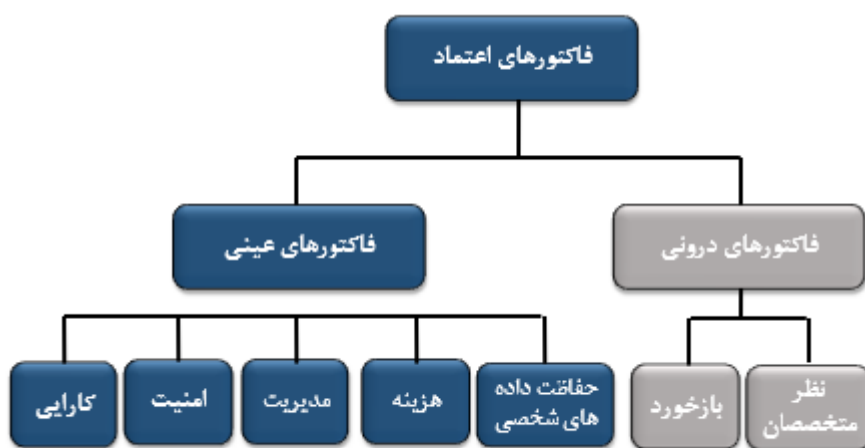 فاکتورهای اعتماد
فاکتورهای درونی
فاکتورهای عینی
نظر
متخصصان
بازخورد
حفاظت داده
های شخصی
هزینه
مدیریت
امنیت
کارایی